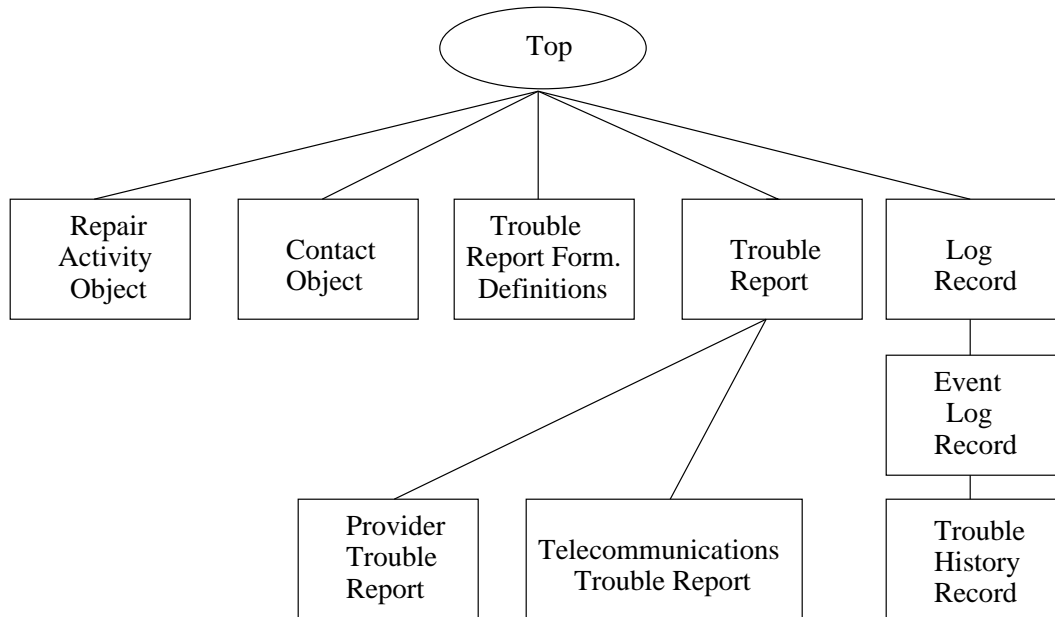 Top
Repair
Activity
Object
Contact
Object
Trouble
Report Form.
Definitions
Trouble
Report
Log
Record
Event
Log
Record
Provider
Trouble
Report
Telecommunications
Trouble Report
Trouble
History
Record